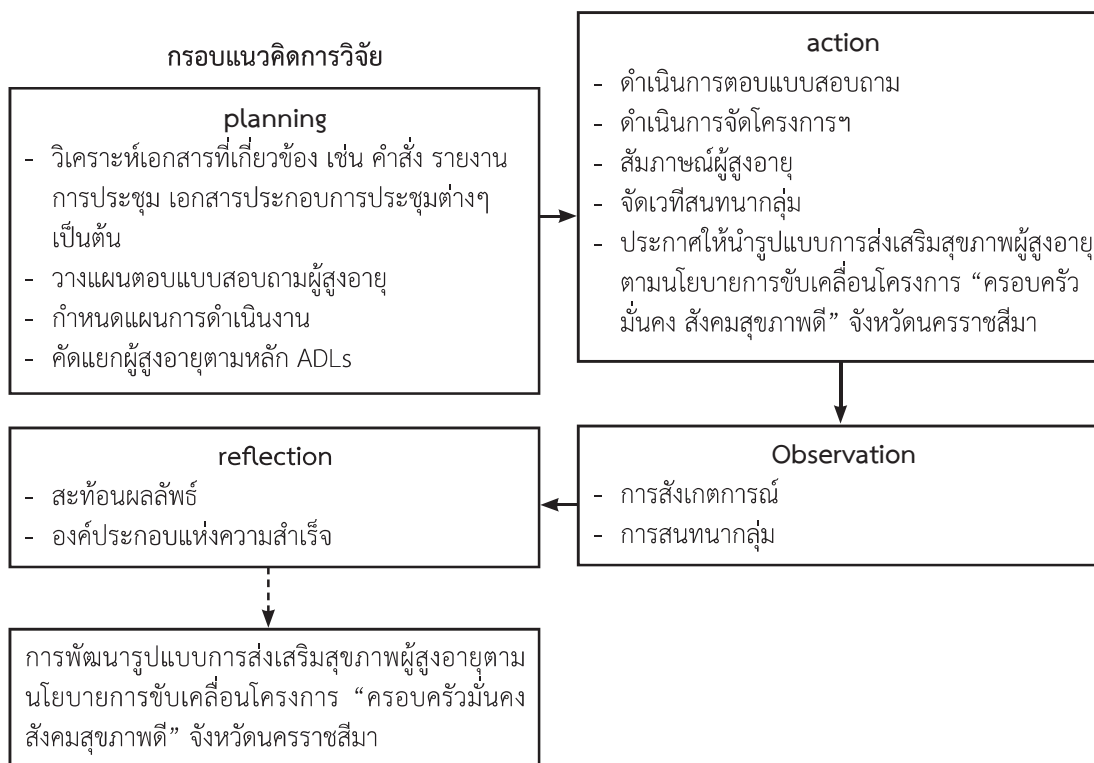 กรอบแนวคิดการวิจัย
planning
- วิเคราะห์เอกสารที่เกี่ยวข้อง เช่น คำสั่ง รายงาน
การประชุม เอกสารประกอบการประชุมต่างๆ
เป็นต้น
- วางแผนตอบแบบสอบถามผู้สูงอายุ
- กำหนดแผนการดำเนินงาน
- คัดแยกผู้สูงอายุตามหลัก ADLs
action
- ดำเนินการตอบแบบสอบถาม
- ดำเนินการจัดโครงการฯ
- สัมภาษณ์ผู้สูงอายุ
- จัดเวทีสนทนากลุ่ม
- ประกาศให้นำรูปแบบการส่งเสริมสุขภาพผู้สูงอายุ
ตามนโยบายการขับเคลื่อนโครงการ “ครอบครัว
มั่นคง สังคมสุขภาพดี” จังหวัดนครราชสีมา
Observation
- การสังเกตการณ์
- การสนทนากลุ่ม
reflection
- สะท้อนผลลัพธ์
- องค์ประกอบแห่งความสำเร็จ
การพัฒนารูปแบบการส่งเสริมสุขภาพผู้สูงอายุตาม
นโยบายการขับเคลื่อนโครงการ “ครอบครัวมั่นคง
สังคมสุขภาพดี” จังหวัดนครราชสีมา